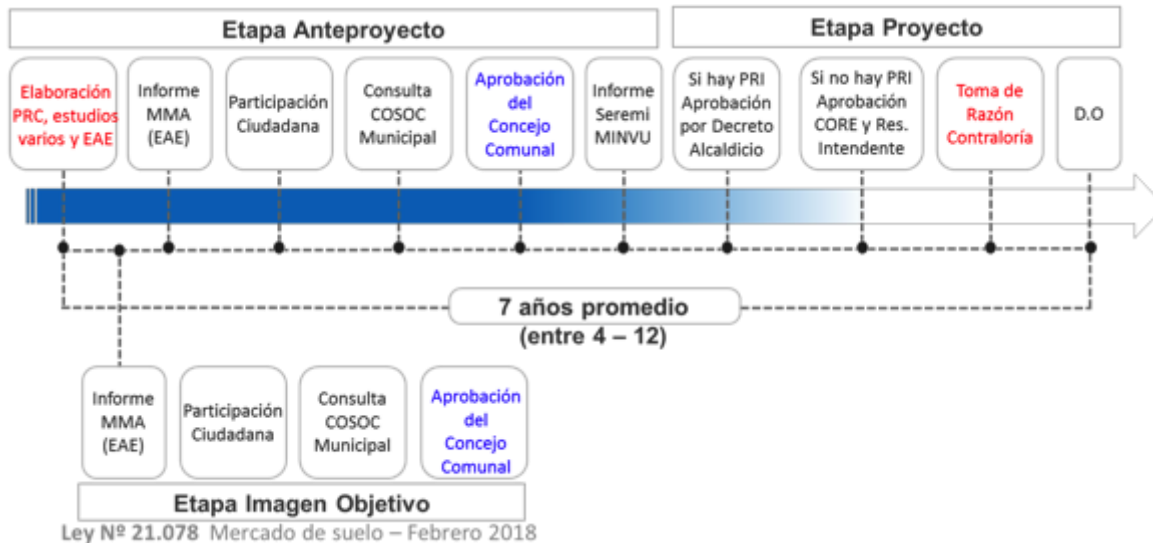 Etapa Anteproyecto
Etapa Proyecto
Elaboración
PRC, estudios
varios y EAE
Informe
MMA
(EAE)
Participación
Ciudadana
Consulta
COSOC
Municipal
Aprobación
del
Concejo
Comunal
Informe
Seremi
MINVU
Si hay PRI
Aprobación
por Decreto
Alcaldicio
Si no hay PRI
Aprobación
CORE y Res.
Intendente
Toma de
Razón
Contraloría
D.O
7 años promedio
(entre 4 – 12)
Informe
MMA
(EAE)
Participación
Ciudadana
Consulta
COSOC
Municipal
Aprobación
del
Concejo
Comunal
Etapa Imagen Objetivo
Ley Nº 21.078 Mercado de suelo – Febrero 2018